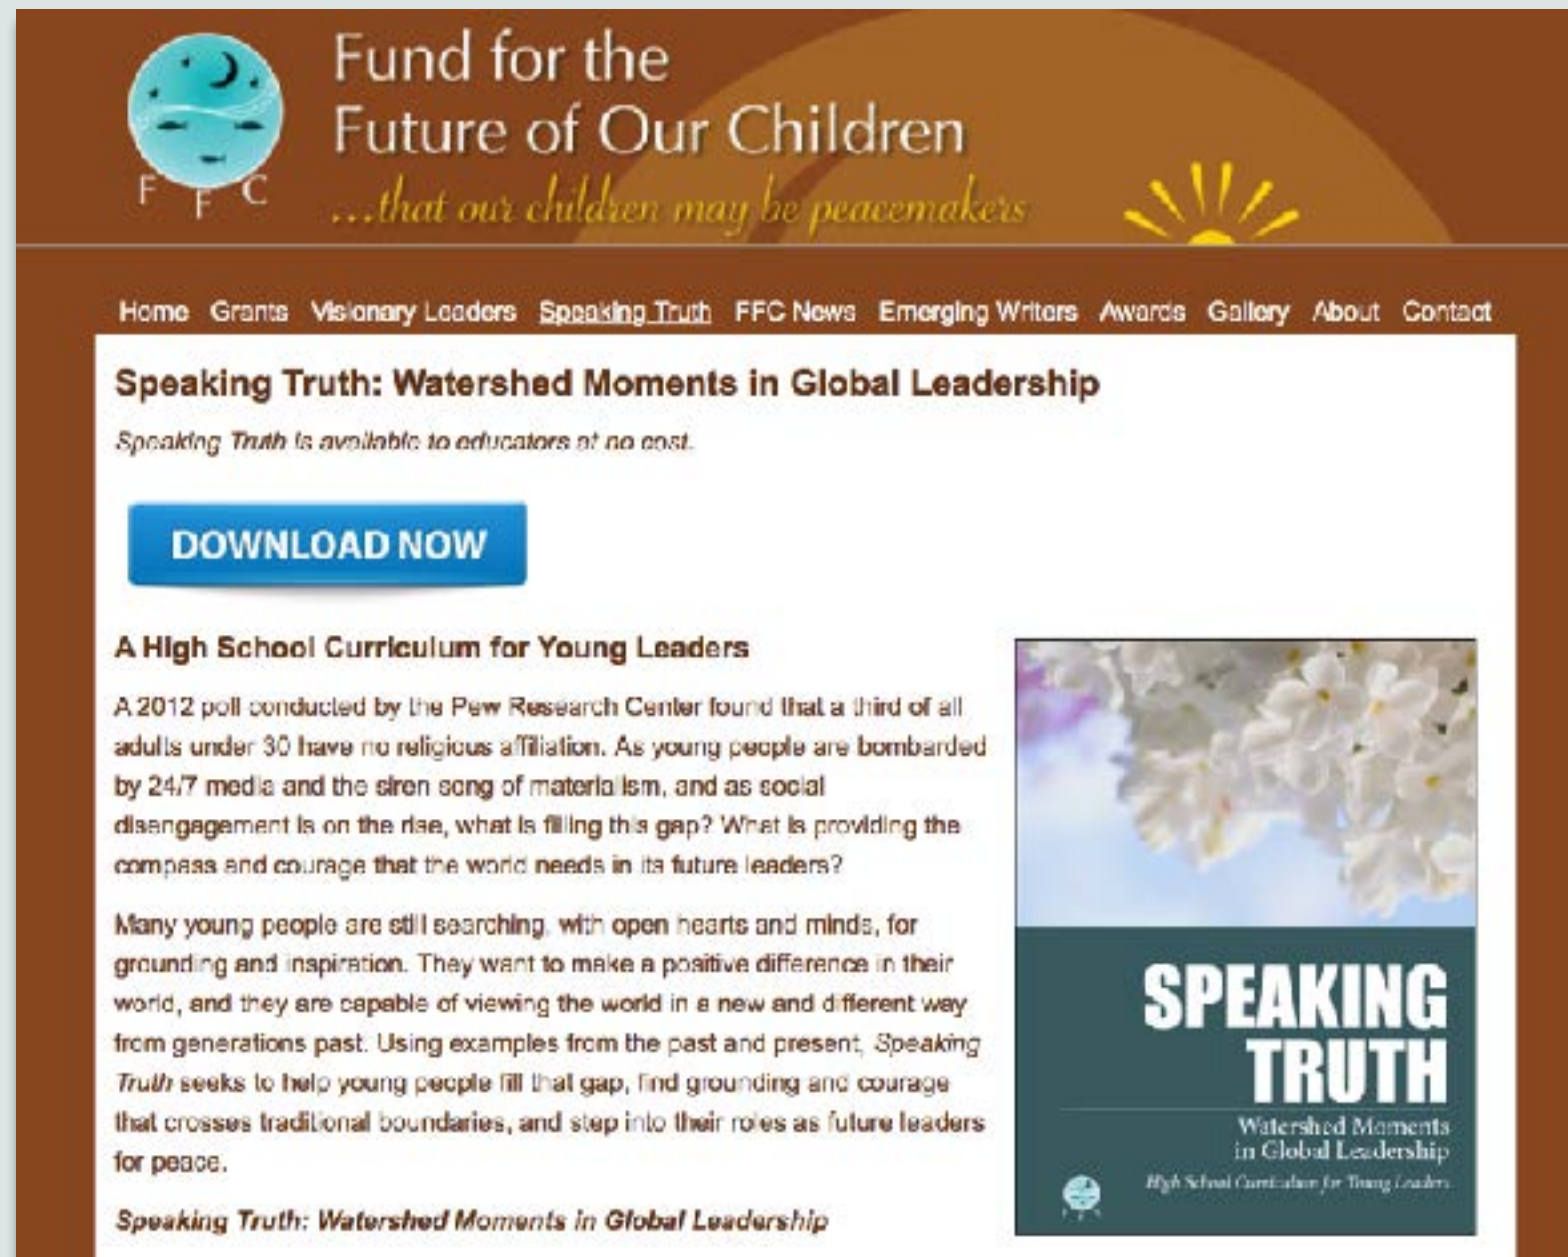 Fund for the
Future of Our Children
...that our children may be peacemakers
F F C
Home Grants Visionary Leaders Speaking Truth FFC News Emerging Writers Awards Gallery About Contact
Speaking Truth: Watershed Moments in Global Leadership
Speaking Truth is available to educators at no cost.
DOWNLOAD NOW
A High School Curriculum for Young Leaders
A 2012 poll conducted by the Pew Research Center found that a third of all
adults under 30 have no religious affiliation. As young people are bombarded
by 24/7 media and the siren song of materialism, and as social
disengagement is on the rise, what is filling this gap? What is providing the
compass and courage that the world needs in its future leaders?
Many young people are still searching, with open hearts and minds, for
grounding and inspiration. They want to make a positive difference in their
world, and they are capable of viewing the world in a new and different way
from generations past. Using examples from the past and present, Speaking
Truth seeks to help young people fill that gap, find grounding and courage
that crosses traditional boundaries, and step into their roles as future leaders
for peace.
Speaking Truth: Watershed Moments in Global Leadership
SPEAKING
TRUTH
Watershed Moments
in Global Leadership
High School Curriculum for Young Leaders
F F C